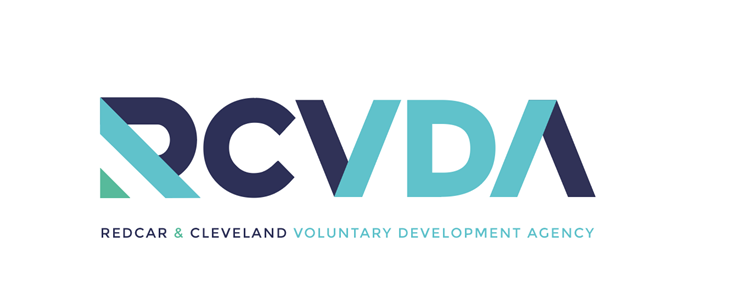 RCVDA
REDCAR & CLEVELAND VOLUNTARY DEVELOPMENT AGENCY